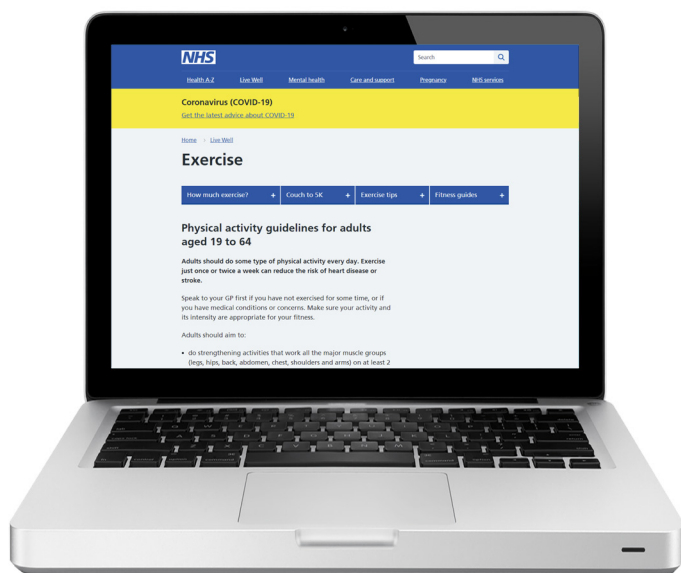 NHS
Search
Health A-Z Live Well Mental health Care and support Pregnancy NHS services
Coronavirus (COVID-19)
Get the latest advice about COVID-19
Home Live Well
Exercise
How much exercise? + Couch to 5K + Exercise tips + Fitness guides +
Physical activity guidelines for adults
aged 19 to 64
Adults should do some type of physical activity every day. Exercise
just once or twice a week can reduce the risk of heart disease or
stroke.
Speak to your GP first if you have not exercised for some time, or if
you have medical conditions or concerns. Make sure your activity and
its intensity are appropriate for your fitness.
Adults should aim to:
• do strengthening activities that work all the major muscle groups
(legs, hips, back, abdomen, chest, shoulders and arms) on at least 2